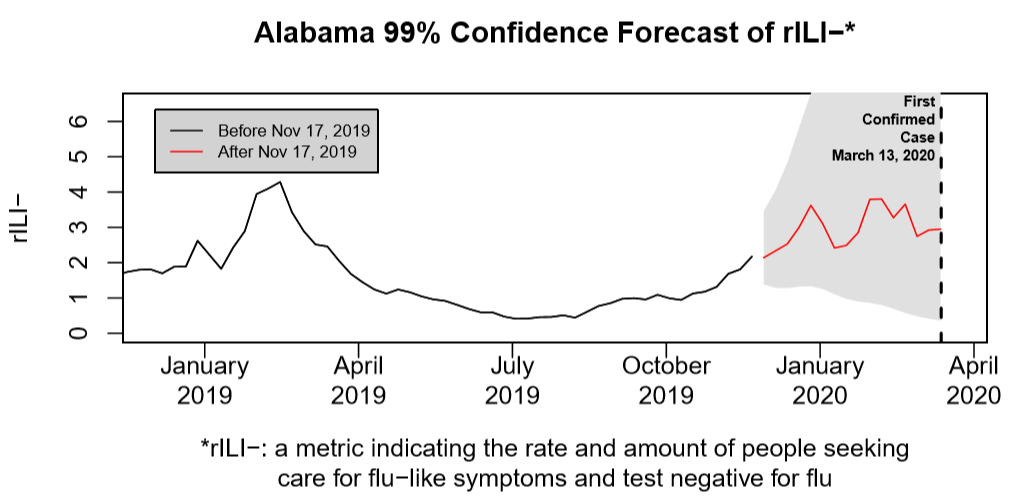 Alabama 99% Confidence Forecast of rILI−*
First
Confirmed
Case
March 13, 2020
Before Nov 17, 2019
After Nov 17, 2019
rILI−
6
5
4
3
2
1
0
January
2019
April
2019
July
2019
October
2019
January
2020
April
2020
*rILI−: a metric indicating the rate and amount of people seeking
care for flu−like symptoms and test negative for flu